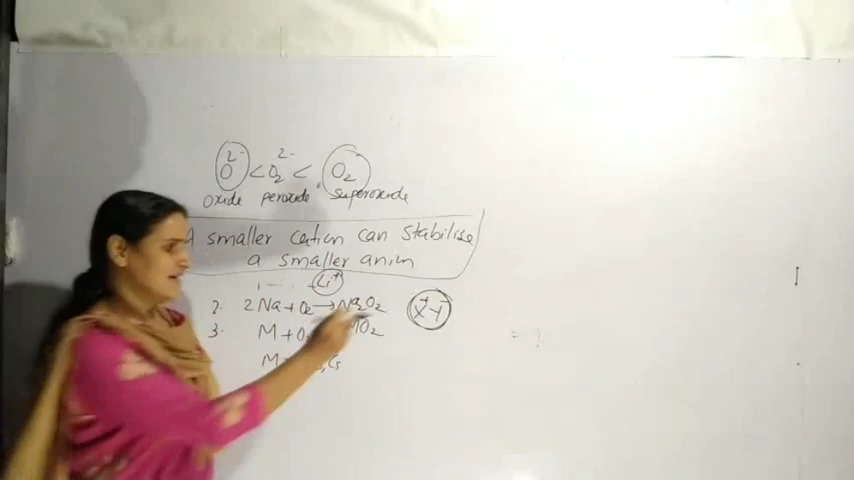 O²⁻ < O₂²⁻ < O₂⁻
Oxide peroxide, superoxide
A smaller cation can stabilise
a smaller anion
Li⁺
2. 2Na + O₂ → Na₂O₂ X⁺Y⁻
3. M + O₂ MO₂
M = Cs
= ?